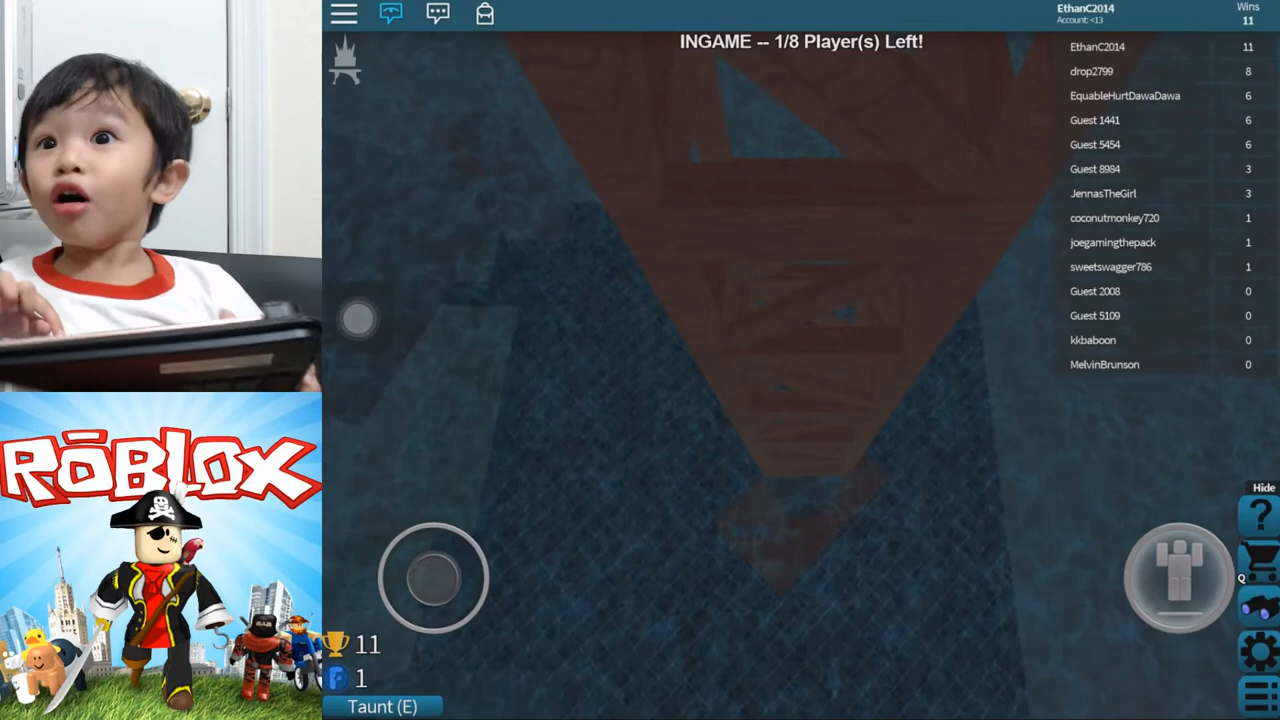 EthanC2014
Account: <13
Wins
11
INGAME -- 1/8 Player(s) Left!
EthanC2014 11
drop2799 8
EquableHurtDawaDawa 6
Guest 1441 6
Guest 5454 6
Guest 8984 3
JennasTheGirl 3
coconutmonkey720 1
joegamingthepack 1
sweetswagger786 1
Guest 2008 0
Guest 5109 0
kkbaboon 0
MelvinBrunson 0
ROBLOX
Hide
?
Q
11
1
Taunt (E)